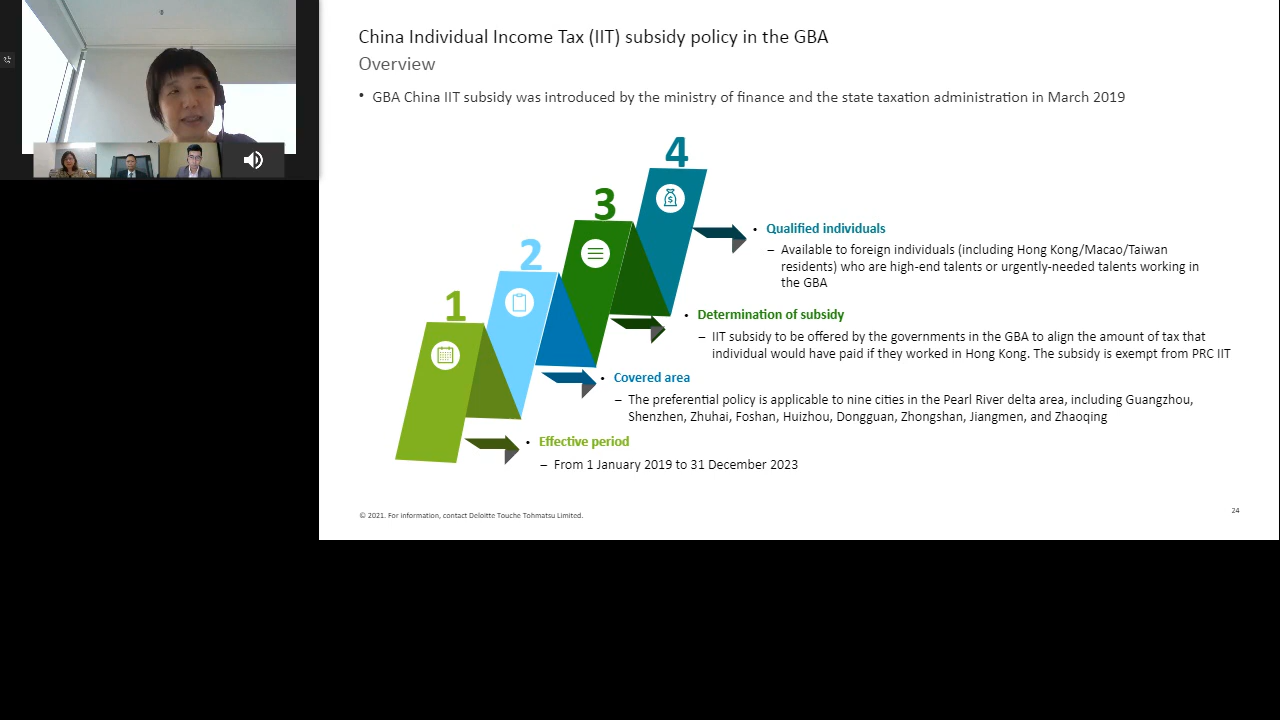 China Individual Income Tax (IIT) subsidy policy in the GBA
Overview
• GBA China IIT subsidy was introduced by the ministry of finance and the state taxation administration in March 2019
4
3
2
1
• Qualified individuals
– Available to foreign individuals (including Hong Kong/Macao/Taiwan
residents) who are high-end talents or urgently-needed talents working in
the GBA
• Determination of subsidy
– IIT subsidy to be offered by the governments in the GBA to align the amount of tax that
individual would have paid if they worked in Hong Kong. The subsidy is exempt from PRC IIT
• Covered area
– The preferential policy is applicable to nine cities in the Pearl River delta area, including Guangzhou,
Shenzhen, Zhuhai, Foshan, Huizhou, Dongguan, Zhongshan, Jiangmen, and Zhaoqing
• Effective period
– From 1 January 2019 to 31 December 2023
© 2021. For information, contact Deloitte Touche Tohmatsu Limited.
24